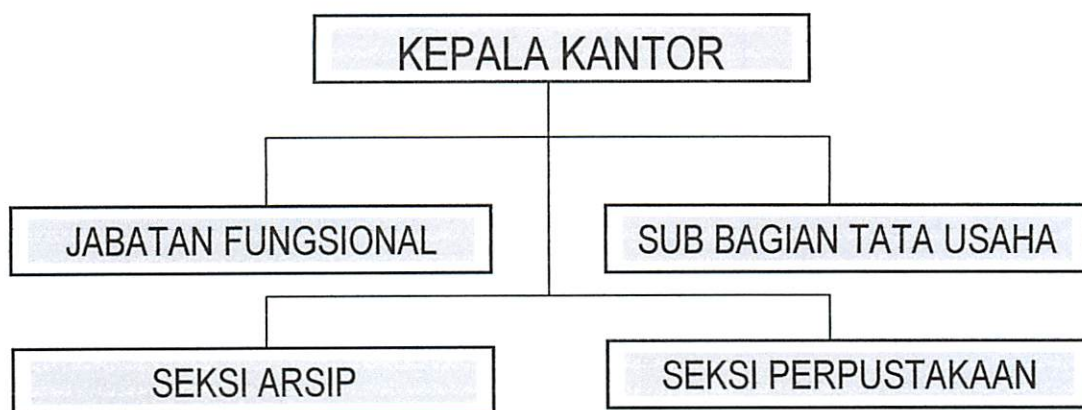 KEPALA KANTOR
JABATAN FUNGSIONAL
SUB BAGIAN TATA USAHA
SEKSI ARSIP
SEKSI PERPUSTAKAAN